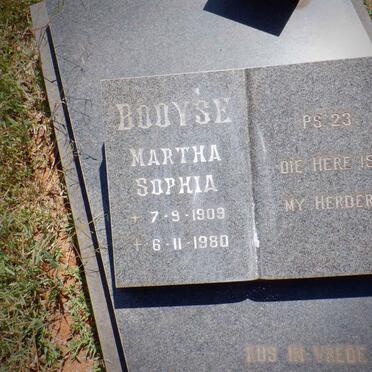 BOOYSE
MARTHA
SOPHIA
+ 7-9-1909
+ 6-11-1980
PS 23
DIE HERE IS
MY HERDER
RUS IN VREDE